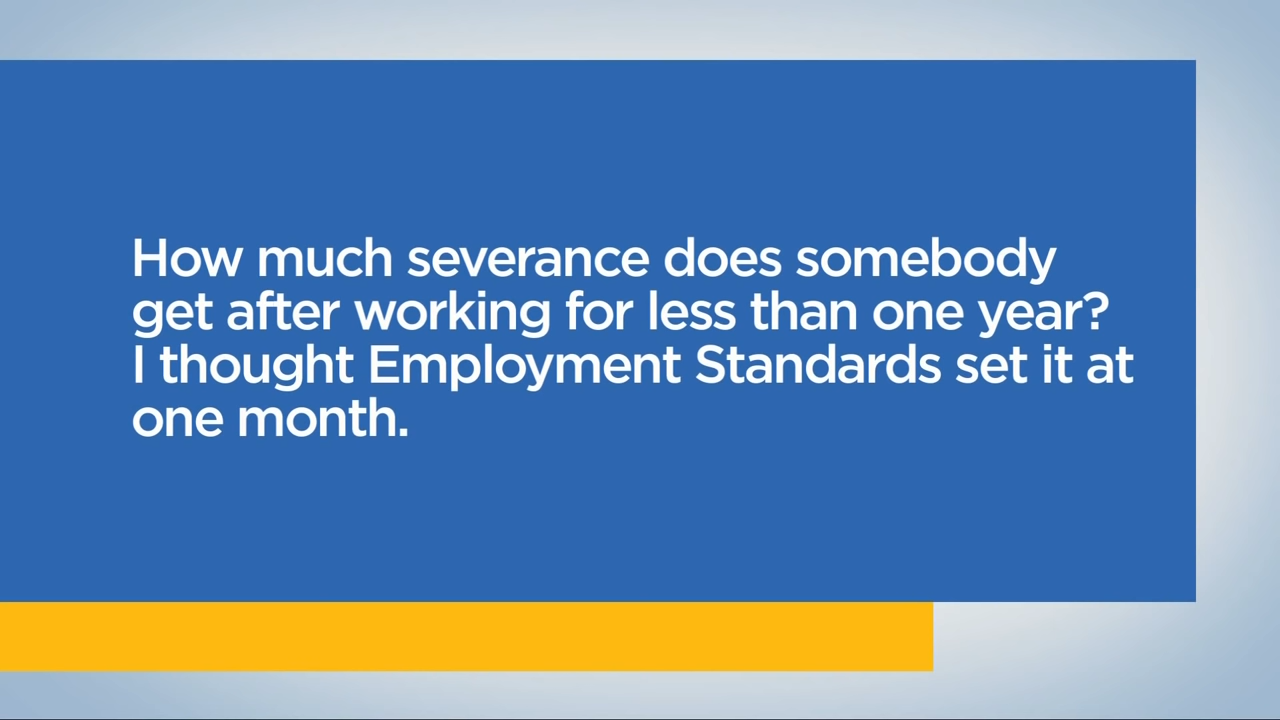 How much severance does somebody
get after working for less than one year?
I thought Employment Standards set it at
one month.